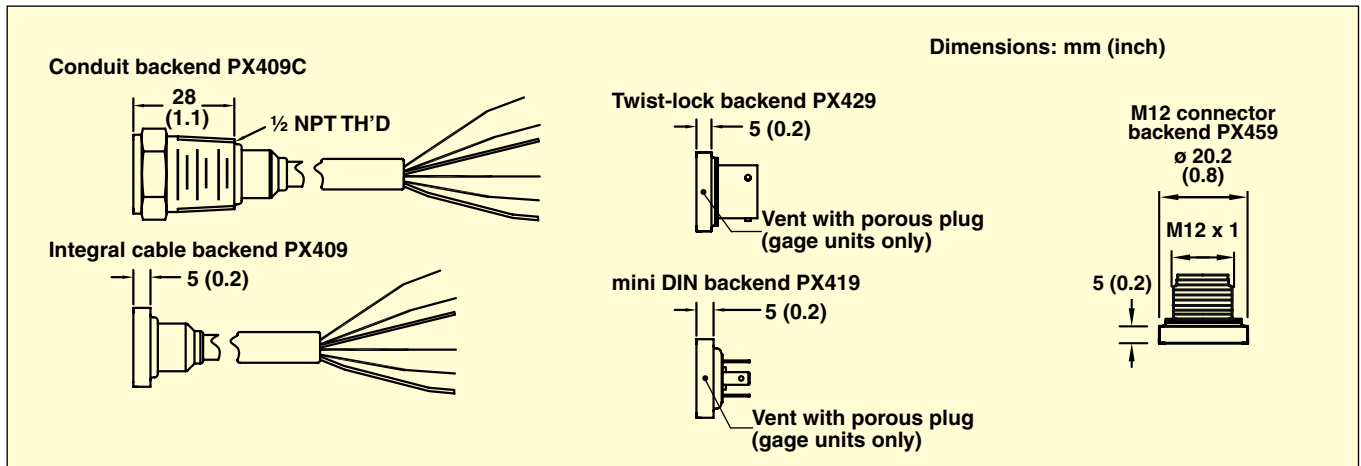 Dimensions: mm (inch)
Conduit backend PX409C
28
(1.1)
½ NPT TH'D
Integral cable backend PX409
5 (0.2)
Twist-lock backend PX429
5 (0.2)
Vent with porous plug
(gage units only)
mini DIN backend PX419
5 (0.2)
Vent with porous plug
(gage units only)
M12 connector
backend PX459
ø 20.2
(0.8)
M12 x 1
5 (0.2)